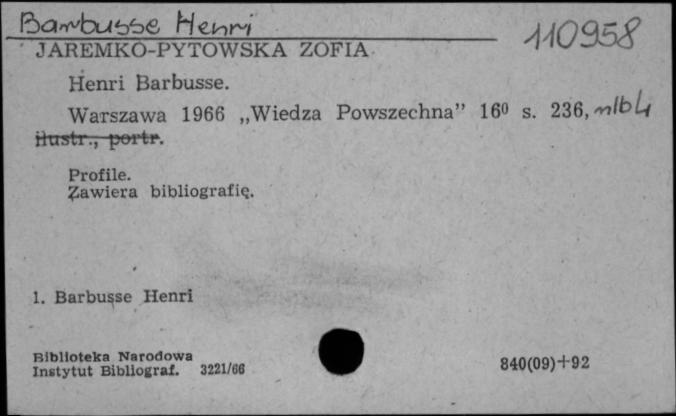 Barbusse Henri
110958
JAREMKO-PYTOWSKA ZOFIA
Henri Barbusse.
Warszawa 1966 „Wiedza Powszechna” 16⁰ s. 236, nlb 4
ilustr., portr.
Profile.
Zawiera bibliografię.
1. Barbusse Henri
Biblioteka Narodowa
Instytut Bibliograf. 3221/66
840(09)+92